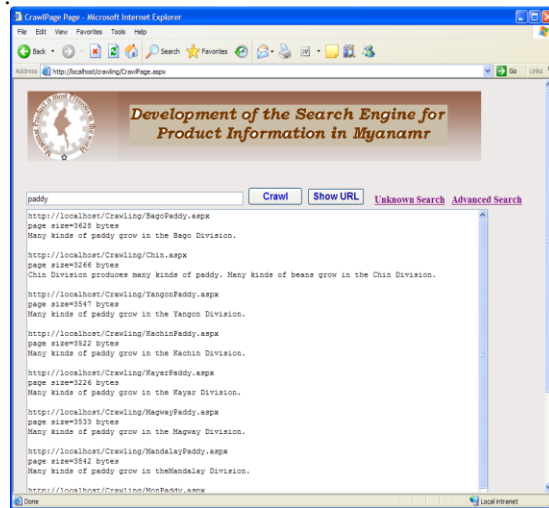 CrawlPage Page - Microsoft Internet Explorer
File Edit View Favorites Tools Help
Back Search Favorites
Address http://localhost/crawling/CrawlPage.aspx Go Links
Development of the Search Engine for
Product Information in Myanamr
paddy Crawl Show URL Unknown Search Advanced Search
http://localhost/Crawling/BagoPaddy.aspx
page size=3628 bytes
Many kinds of paddy grow in the Bago Division.
http://localhost/Crawling/Chin.aspx
page size=3266 bytes
Chin Division produces many kinds of paddy. Many kinds of beans grow in the Chin Division.
http://localhost/Crawling/YangonPaddy.aspx
page size=3547 bytes
Many kinds of paddy grow in the Yangon Division.
http://localhost/Crawling/KachinPaddy.aspx
page size=3522 bytes
Many kinds of paddy grow in the Kachin Division.
http://localhost/Crawling/KayarPaddy.aspx
page size=3226 bytes
Many kinds of paddy grow in the Kayar Division.
http://localhost/Crawling/MagwayPaddy.aspx
page size=3533 bytes
Many kinds of paddy grow in the Magway Division.
http://localhost/Crawling/MandalayPaddy.aspx
page size=3842 bytes
Many kinds of paddy grow in theMandalay Division.
http://localhost/Crawling/MonPaddy.aspx
Done Local intranet